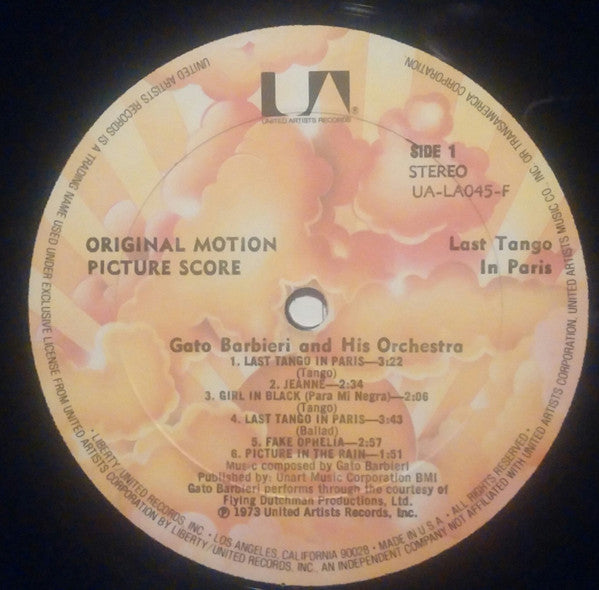 UA®
UNITED ARTISTS RECORDS
SIDE 1
STEREO
UA-LA045-F
ORIGINAL MOTION
PICTURE SCORE
Last Tango
In Paris
Gato Barbieri and His Orchestra
1. LAST TANGO IN PARIS—3:22
(Tango)
2. JEANNE—2:34
3. GIRL IN BLACK (Para Mi Negra)—2:06
(Tango)
4. LAST TANGO IN PARIS—3:43
(Ballad)
5. FAKE OPHELIA—2:57
6. PICTURE IN THE RAIN—1:51
Music composed by Gato Barbieri
Published by: Unart Music Corporation BMI
Gato Barbieri performs through the courtesy of
Flying Dutchman Productions, Ltd.
℗ 1973 United Artists Records, Inc.
• LIBERTY/UNITED RECORDS, INC. • LOS ANGELES, CALIFORNIA 90028 • MADE IN U.S.A. • ALL RIGHTS RESERVED •
UNITED ARTISTS RECORDS IS A TRADING NAME USED UNDER EXCLUSIVE LICENSE FROM UNITED ARTISTS CORPORATION BY LIBERTY/UNITED RECORDS, INC. AN INDEPENDENT COMPANY NOT AFFILIATED WITH UNITED ARTISTS CORPORATION, UNITED ARTISTS MUSIC CO. INC. OR TRANSAMERICA CORPORATION.